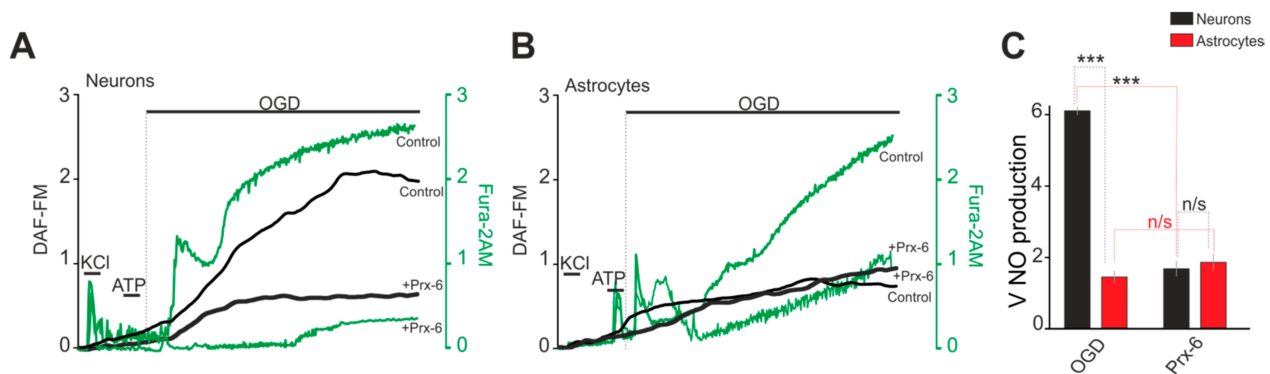 A
Neurons
3
2
1
0
DAF-FM
KCl
ATP
OGD
Control
Control
+Prx-6
+Prx-6
3
2
1
0
Fura-2AM
B
Astrocytes
3
2
1
0
DAF-FM
KCl
ATP
OGD
Control
+Prx-6
+Prx-6
Control
3
2
1
0
Fura-2AM
C
Neurons
Astrocytes
***
***
n/s
n/s
6
4
2
0
V NO production
OGD
Prx-6